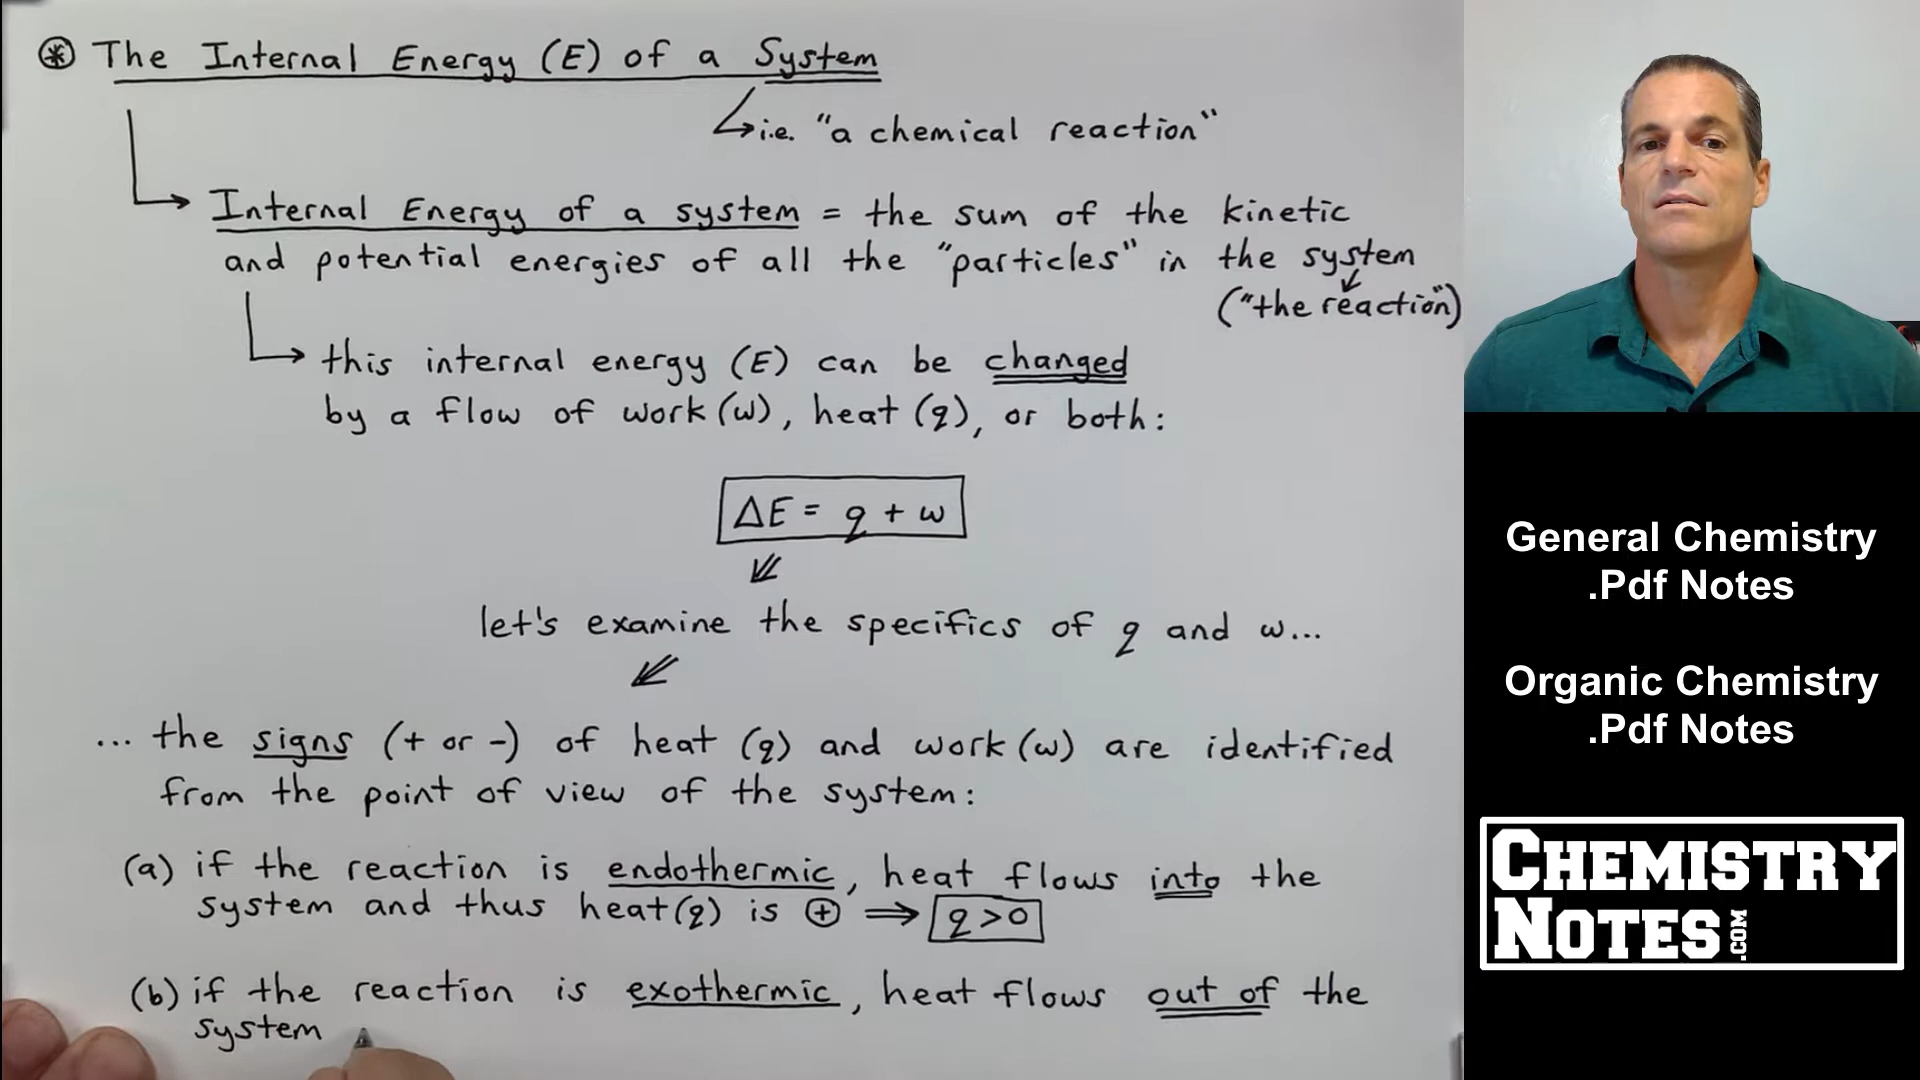 ⊛ The Internal Energy (E) of a System
↳ i.e. "a chemical reaction"
↳ Internal Energy of a system = the sum of the kinetic
and potential energies of all the "particles" in the system
("the reaction")
↳ this internal energy (E) can be changed
by a flow of work (w), heat (q), or both:
ΔE = q + w
let's examine the specifics of q and w...
... the signs (+ or -) of heat (q) and work (w) are identified
from the point of view of the system:
(a) if the reaction is endothermic, heat flows into the
system and thus heat (q) is ⊕ ⇒ q > 0
(b) if the reaction is exothermic, heat flows out of the
system
General Chemistry
.Pdf Notes
Organic Chemistry
.Pdf Notes
CHEMISTRY
NOTES.COM